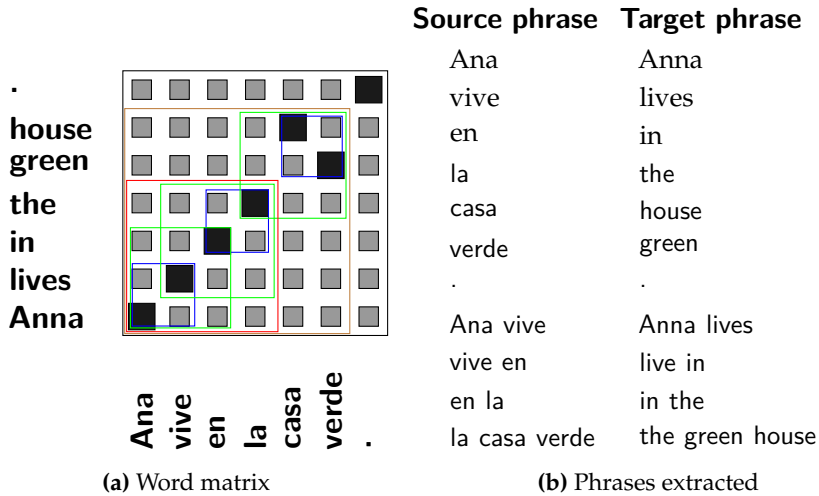 .
house
green
the
in
lives
Anna
Ana
vive
en
la
casa
verde
.
(a) Word matrix
Source phrase Target phrase
Ana Anna
vive lives
en in
la the
casa house
verde green
. .
Ana vive Anna lives
vive en live in
en la in the
la casa verde the green house
(b) Phrases extracted